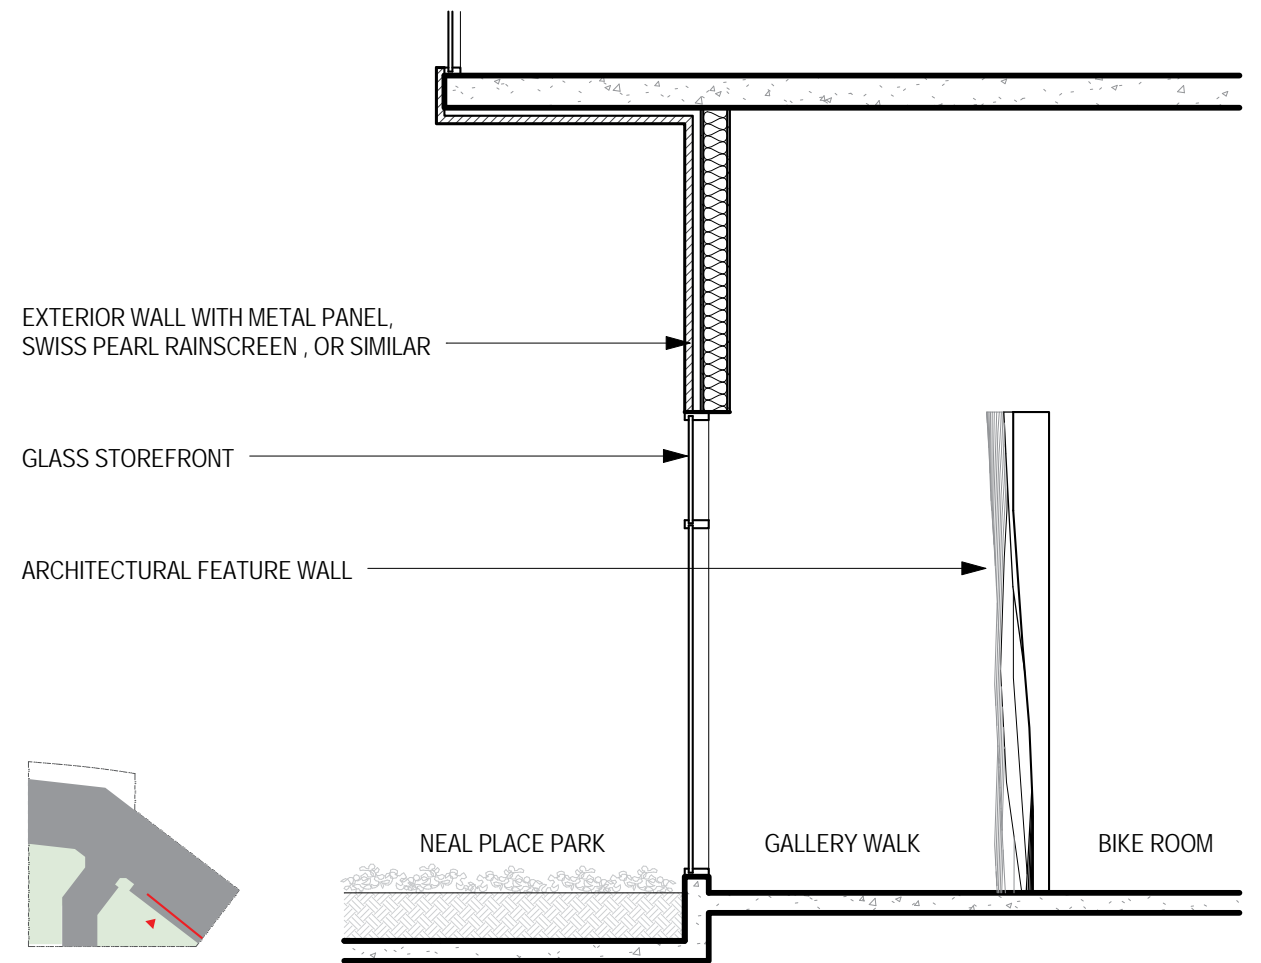 EXTERIOR WALL WITH METAL PANEL,
SWISS PEARL RAINSCREEN , OR SIMILAR
GLASS STOREFRONT
ARCHITECTURAL FEATURE WALL
NEAL PLACE PARK
GALLERY WALK
BIKE ROOM